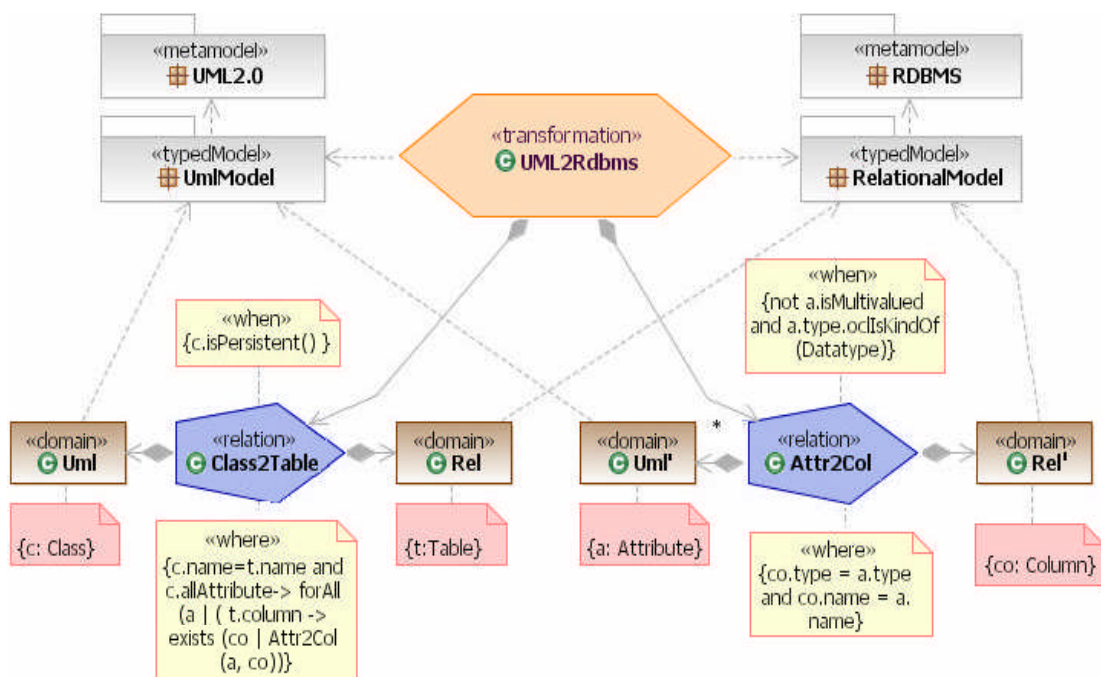 «metamodel»
UML2.0
«metamodel»
RDBMS
«transformation»
UML2Rdbms
«typedModel»
UmlModel
«typedModel»
RelationalModel
«when»
{c.isPersistent() }
«when»
{not a.isMultivalued
and a.type.oclIsKindOf
(Datatype)}
«domain»
Uml
«relation»
Class2Table
«domain»
Rel
«domain»
Uml'
*
«relation»
Attr2Col
«domain»
Rel'
{c: Class}
«where»
{c.name=t.name and
c.allAttribute-> forAll
(a | ( t.column ->
exists (co | Attr2Col
(a, co))}
{t:Table}
{a: Attribute}
«where»
{co.type = a.type
and co.name = a.
name}
{co: Column}